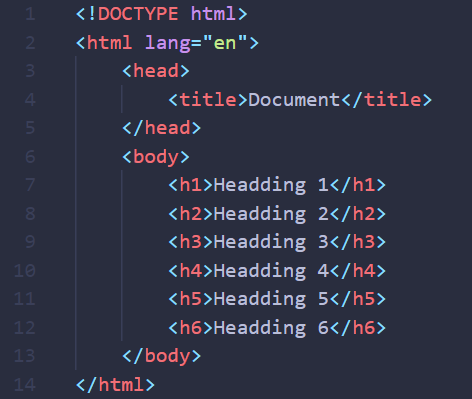 1 <!DOCTYPE html>
2 <html lang="en">
3 <head>
4 <title>Document</title>
5 </head>
6 <body>
7 <h1>Headding 1</h1>
8 <h2>Headding 2</h2>
9 <h3>Headding 3</h3>
10 <h4>Headding 4</h4>
11 <h5>Headding 5</h5>
12 <h6>Headding 6</h6>
13 </body>
14 </html>